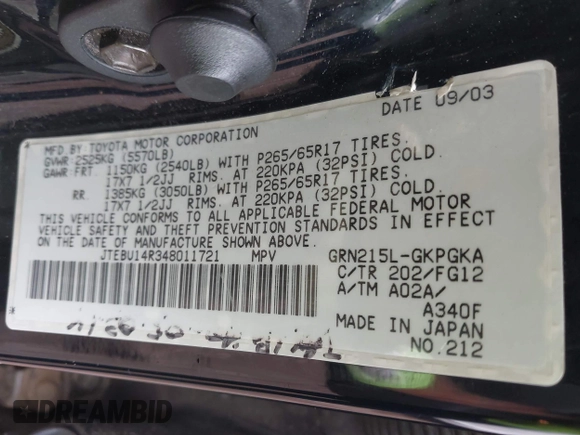 DATE 09/03
MFD.BY TOYOTA MOTOR CORPORATION
GVWR 2525KG (5570LB)
GAWR: FRT. 1150KG (2540LB) WITH P265/65R17 TIRES.
17X7 1/2JJ RIMS. AT 220KPA (32PSI) COLD.
RR. 1385KG (3050LB) WITH P265/65R17 TIRES.
17X7 1/2JJ RIMS. AT 220KPA (32PSI) COLD.
THIS VEHICLE CONFORMS TO ALL APPLICABLE FEDERAL MOTOR
VEHICLE SAFETY AND THEFT PREVENTION STANDARDS IN EFFECT
ON THE DATE OF MANUFACTURE SHOWN ABOVE.
JTEBU14R348011721 MPV
GRN215L-GKPGKA
C/TR 202/FG12
A/TM A02A/
A340F
MADE IN JAPAN
NO.212
DREAMBID